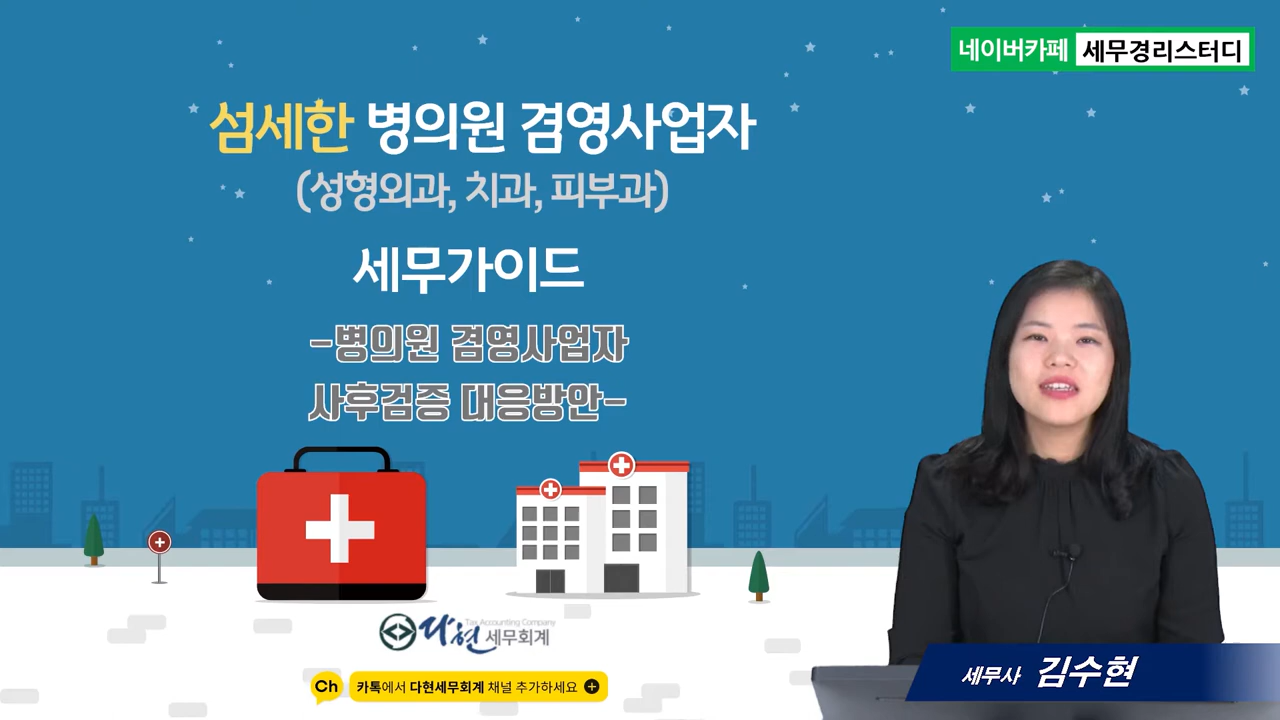 네이버카페 세무경리스터디
섬세한 병의원 겸영사업자
(성형외과, 치과, 피부과)
세무가이드
-병의원 겸영사업자
사후검증 대응방안-
Tax Accounting Company
다현 세무회계
Ch 카톡에서 다현세무회계 채널 추가하세요
세무사 김수현